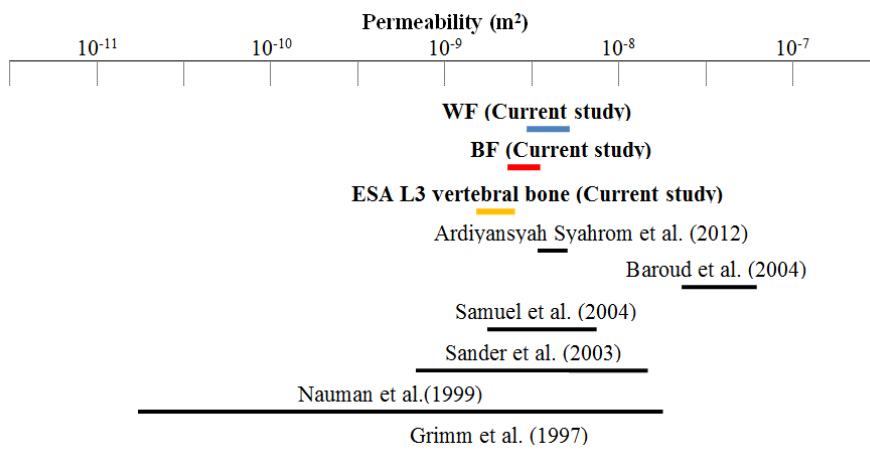 Permeability (m²)
10⁻¹¹ 10⁻¹⁰ 10⁻⁹ 10⁻⁸ 10⁻⁷
WF (Current study)
BF (Current study)
ESA L3 vertebral bone (Current study)
Ardiyansyah Syahrom et al. (2012)
Baroud et al. (2004)
Samuel et al. (2004)
Sander et al. (2003)
Nauman et al.(1999)
Grimm et al. (1997)